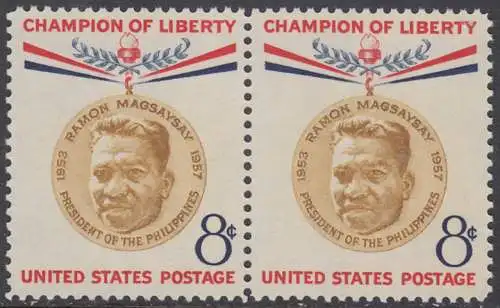 CHAMPION OF LIBERTY
RAMON MAGSAYSAY
1953 1957
PRESIDENT OF THE PHILIPPINES
8¢
UNITED STATES POSTAGE
CHAMPION OF LIBERTY
RAMON MAGSAYSAY
1953 1957
PRESIDENT OF THE PHILIPPINES
8¢
UNITED STATES POSTAGE